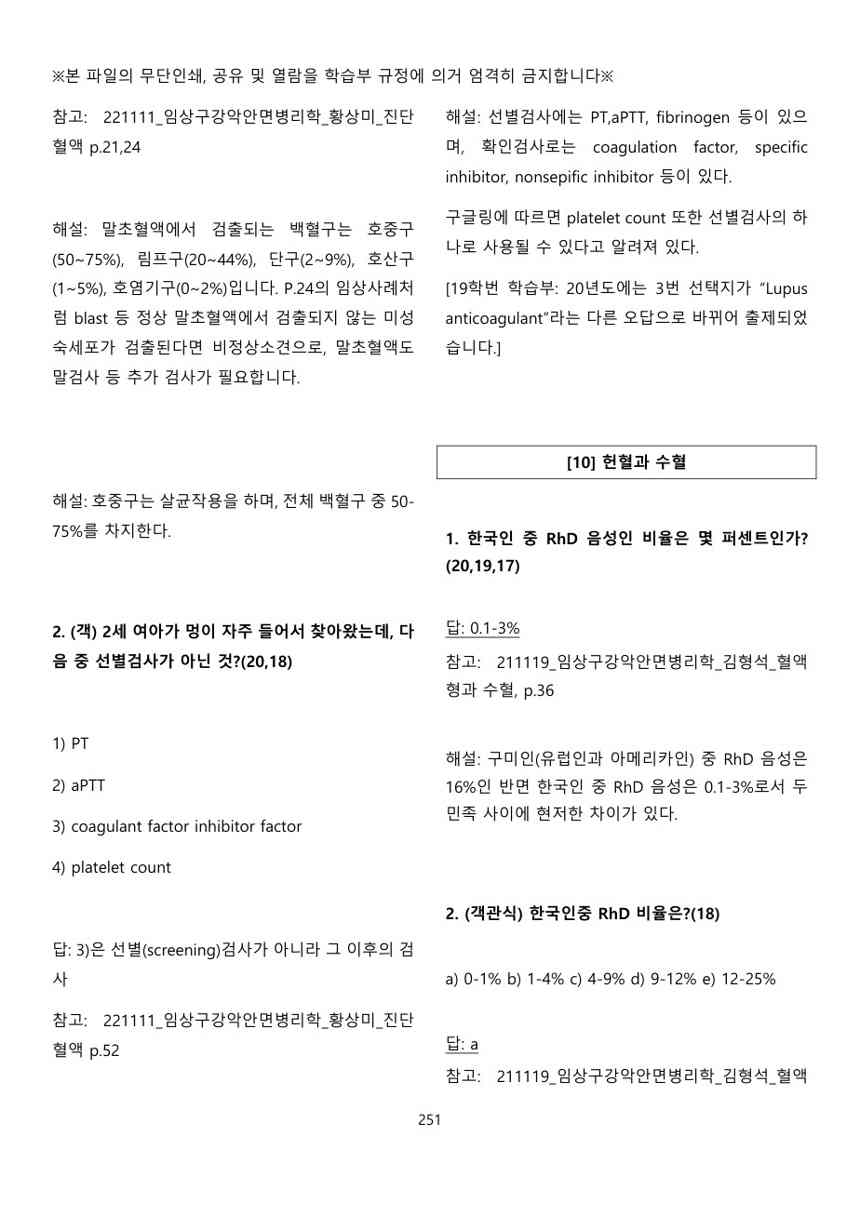 ※본 파일의 무단인쇄, 공유 및 열람을 학습부 규정에 의거 엄격히 금지합니다※
참고: 221111_임상구강악안면병리학_황상미_진단
혈액 p.21,24
해설: 말초혈액에서 검출되는 백혈구는 호중구
(50~75%), 림프구(20~44%), 단구(2~9%), 호산구
(1~5%), 호염기구(0~2%)입니다. P.24의 임상사례처
럼 blast 등 정상 말초혈액에서 검출되지 않는 미성
숙세포가 검출된다면 비정상소견으로, 말초혈액도
말검사 등 추가 검사가 필요합니다.
해설: 호중구는 살균작용을 하며, 전체 백혈구 중 50-
75%를 차지한다.
2. (객) 2세 여아가 멍이 자주 들어서 찾아왔는데, 다
음 중 선별검사가 아닌 것?(20,18)
1) PT
2) aPTT
3) coagulant factor inhibitor factor
4) platelet count
답: 3)은 선별(screening)검사가 아니라 그 이후의 검
사
참고: 221111_임상구강악안면병리학_황상미_진단
혈액 p.52
해설: 선별검사에는 PT,aPTT, fibrinogen 등이 있으
며, 확인검사로는 coagulation factor, specific
inhibitor, nonsepific inhibitor 등이 있다.
구글링에 따르면 platelet count 또한 선별검사의 하
나로 사용될 수 있다고 알려져 있다.
[19학번 학습부: 20년도에는 3번 선택지가 “Lupus
anticoagulant”라는 다른 오답으로 바뀌어 출제되었
습니다.]
[10] 헌혈과 수혈
1. 한국인 중 RhD 음성인 비율은 몇 퍼센트인가?
(20,19,17)
답: 0.1-3%
참고: 211119_임상구강악안면병리학_김형석_혈액
형과 수혈, p.36
해설: 구미인(유럽인과 아메리카인) 중 RhD 음성은
16%인 반면 한국인 중 RhD 음성은 0.1-3%로서 두
민족 사이에 현저한 차이가 있다.
2. (객관식) 한국인중 RhD 비율은?(18)
a) 0-1% b) 1-4% c) 4-9% d) 9-12% e) 12-25%
답: a
참고: 211119_임상구강악안면병리학_김형석_혈액
251